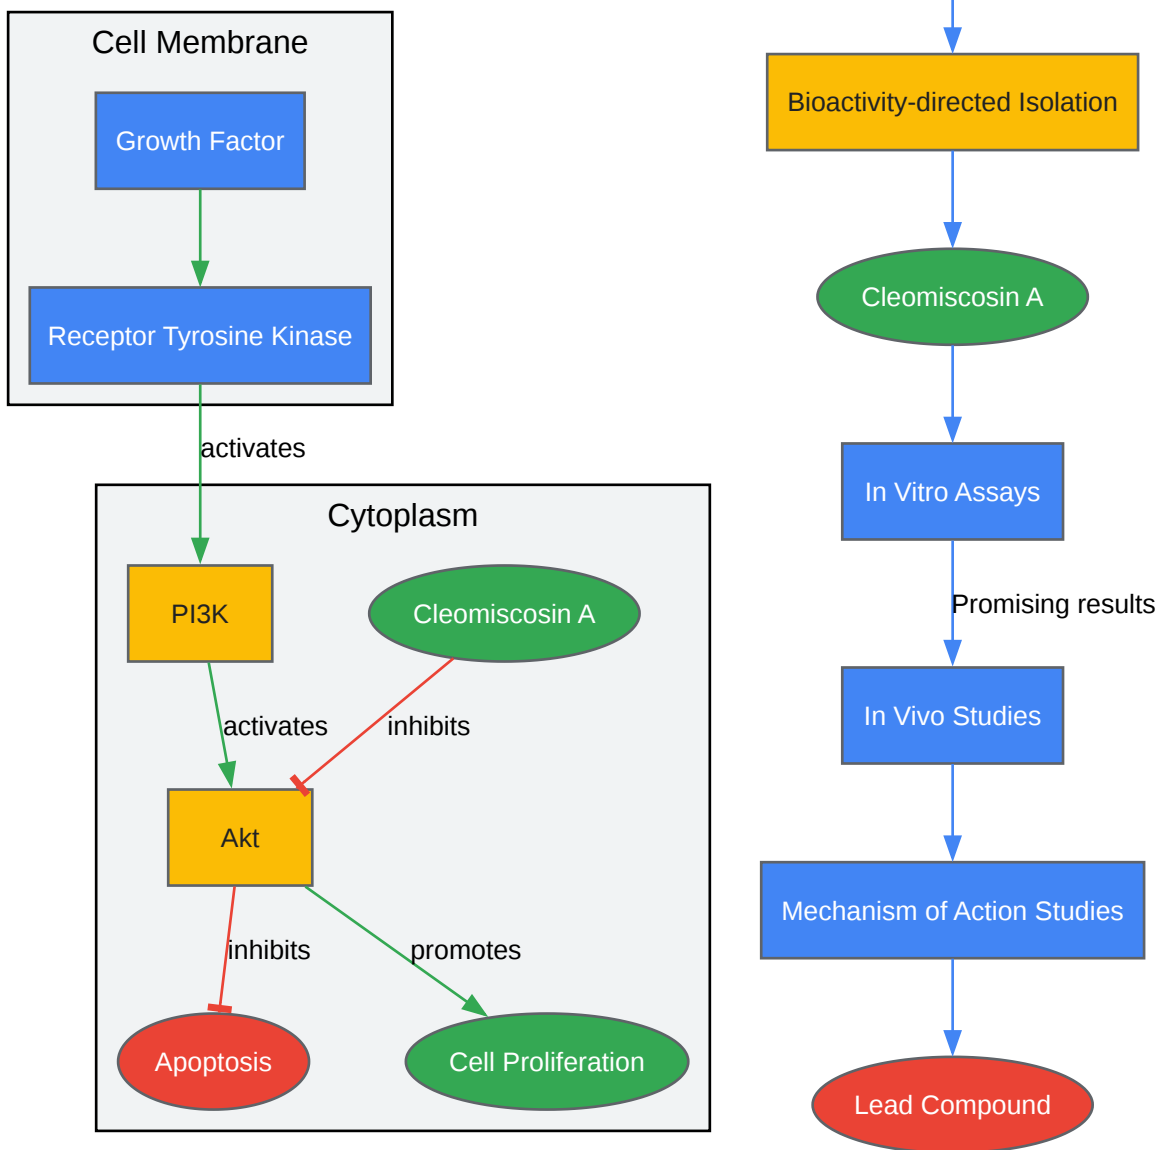 Cell Membrane
Growth Factor
Receptor Tyrosine Kinase
activates
Cytoplasm
PI3K
Cleomiscosin A
activates
inhibits
Akt
inhibits
promotes
Apoptosis
Cell Proliferation
Bioactivity-directed Isolation
Cleomiscosin A
In Vitro Assays
Promising results
In Vivo Studies
Mechanism of Action Studies
Lead Compound